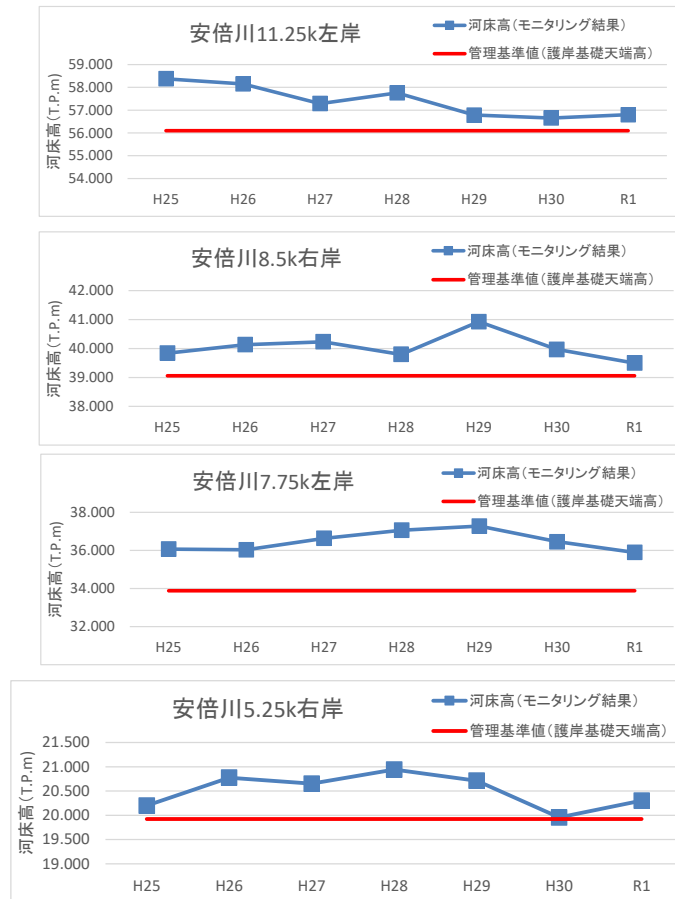 安倍川11.25k左岸
河床高(モニタリング結果)
管理基準値(護岸基礎天端高)
河床高(T.P.m)
59.000
58.000
57.000
56.000
55.000
54.000
H25 H26 H27 H28 H29 H30 R1
安倍川8.5k右岸
河床高(モニタリング結果)
管理基準値(護岸基礎天端高)
河床高(T.P.m)
42.000
41.000
40.000
39.000
38.000
H25 H26 H27 H28 H29 H30 R1
安倍川7.75k左岸
河床高(モニタリング結果)
管理基準値(護岸基礎天端高)
河床高(T.P.m)
38.000
36.000
34.000
32.000
H25 H26 H27 H28 H29 H30 R1
安倍川5.25k右岸
河床高(モニタリング結果)
管理基準値(護岸基礎天端高)
河床高(T.P.m)
21.500
21.000
20.500
20.000
19.500
19.000
H25 H26 H27 H28 H29 H30 R1